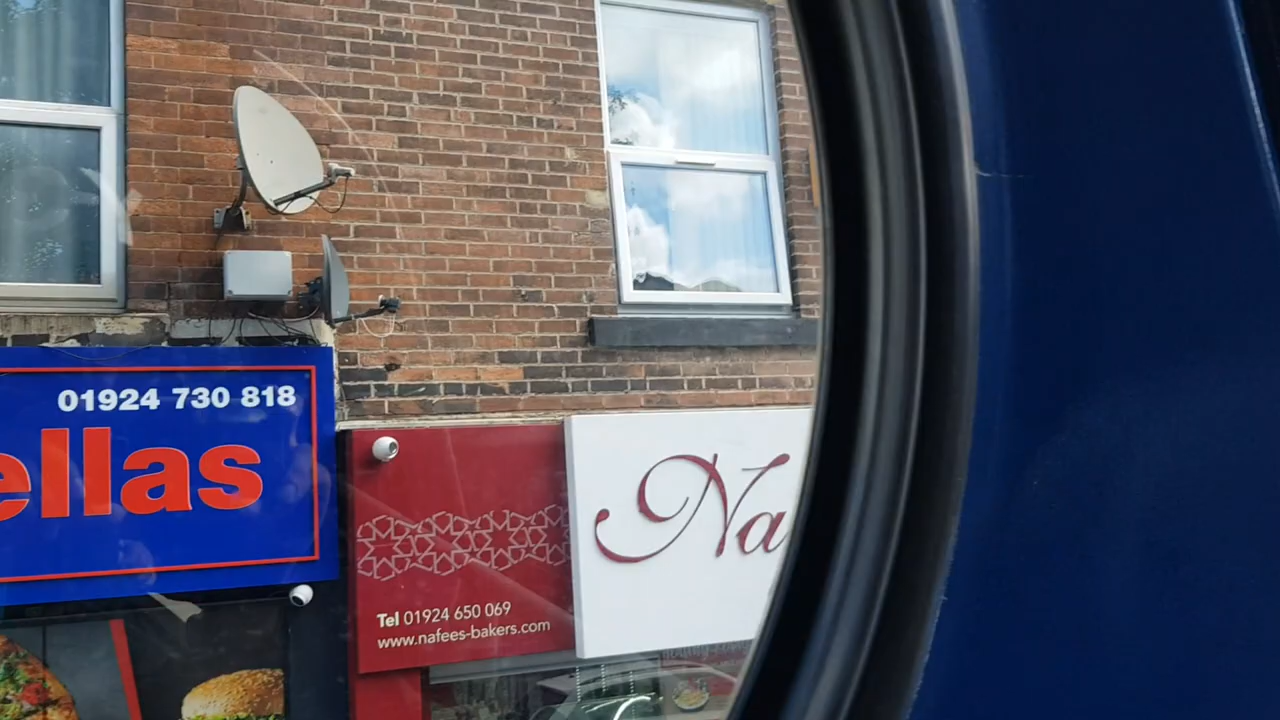 01924 730 818
ellas
Na
Tel 01924 650 069
www.nafees-bakers.com